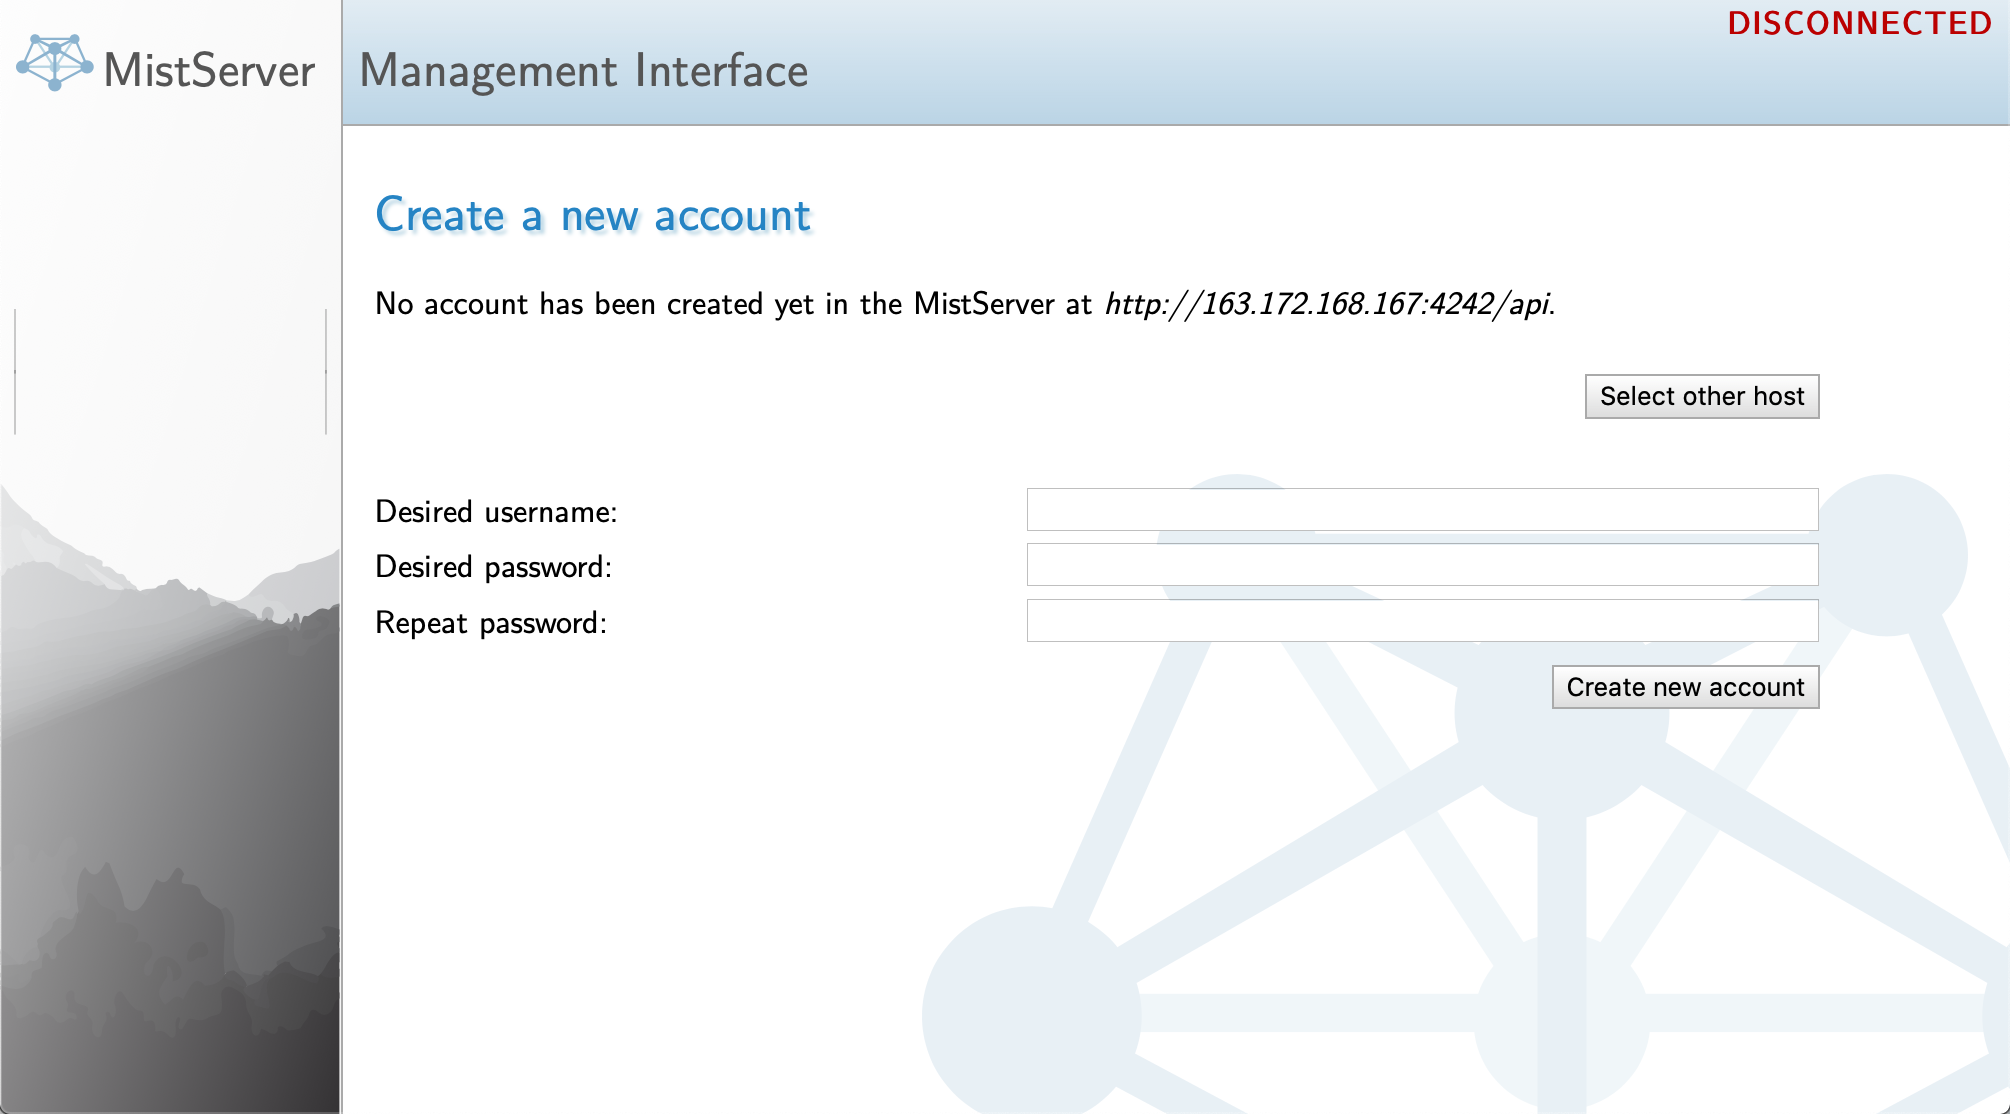 DISCONNECTED
MistServer
Management Interface
Create a new account
No account has been created yet in the MistServer at http://163.172.168.167:4242/api.
Select other host
Desired username:
Desired password:
Repeat password:
Create new account